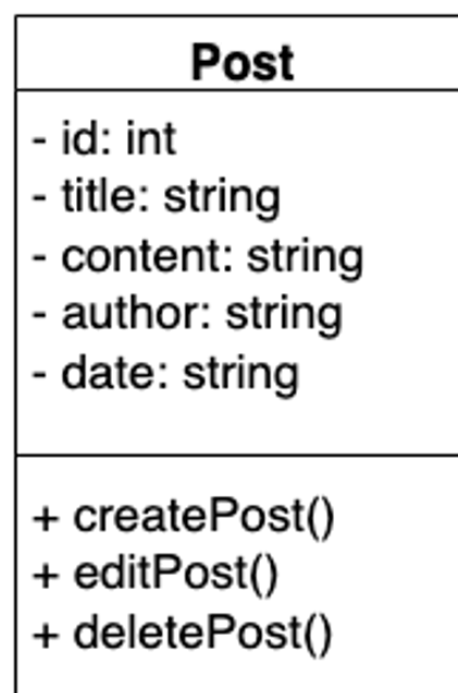 Post
- id: int
- title: string
- content: string
- author: string
- date: string
+ createPost()
+ editPost()
+ deletePost()